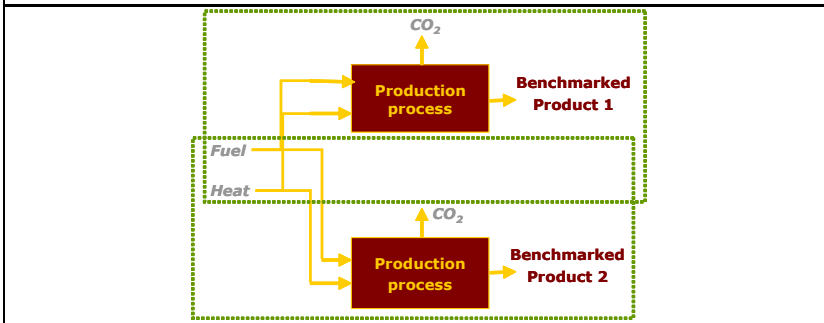 CO₂
Production
process
Benchmarked
Product 1
Fuel
Heat
CO₂
Production
process
Benchmarked
Product 2